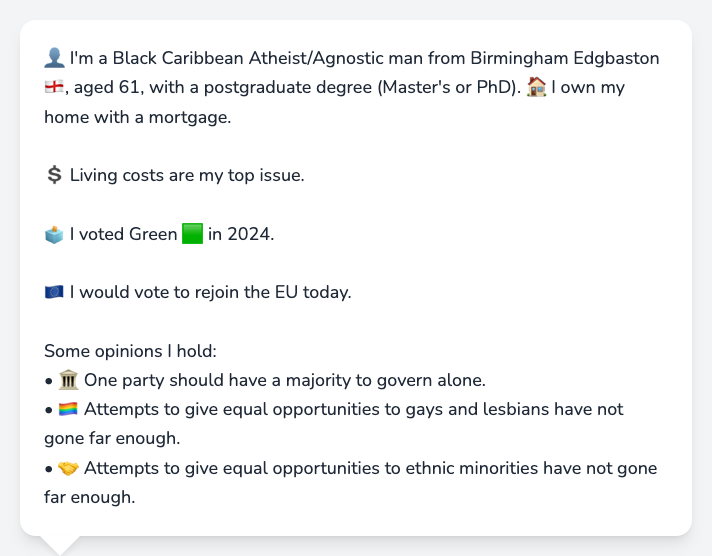 👤 I'm a Black Caribbean Atheist/Agnostic man from Birmingham Edgbaston
🏴󠁧󠁢󠁥󠁮󠁧󠁿, aged 61, with a postgraduate degree (Master's or PhD). 🏠 I own my
home with a mortgage.
💲 Living costs are my top issue.
🗳️ I voted Green 🟩 in 2024.
🇪🇺 I would vote to rejoin the EU today.
Some opinions I hold:
• 🏛️ One party should have a majority to govern alone.
• 🏳️‍🌈 Attempts to give equal opportunities to gays and lesbians have not
gone far enough.
• 🤝 Attempts to give equal opportunities to ethnic minorities have not gone
far enough.